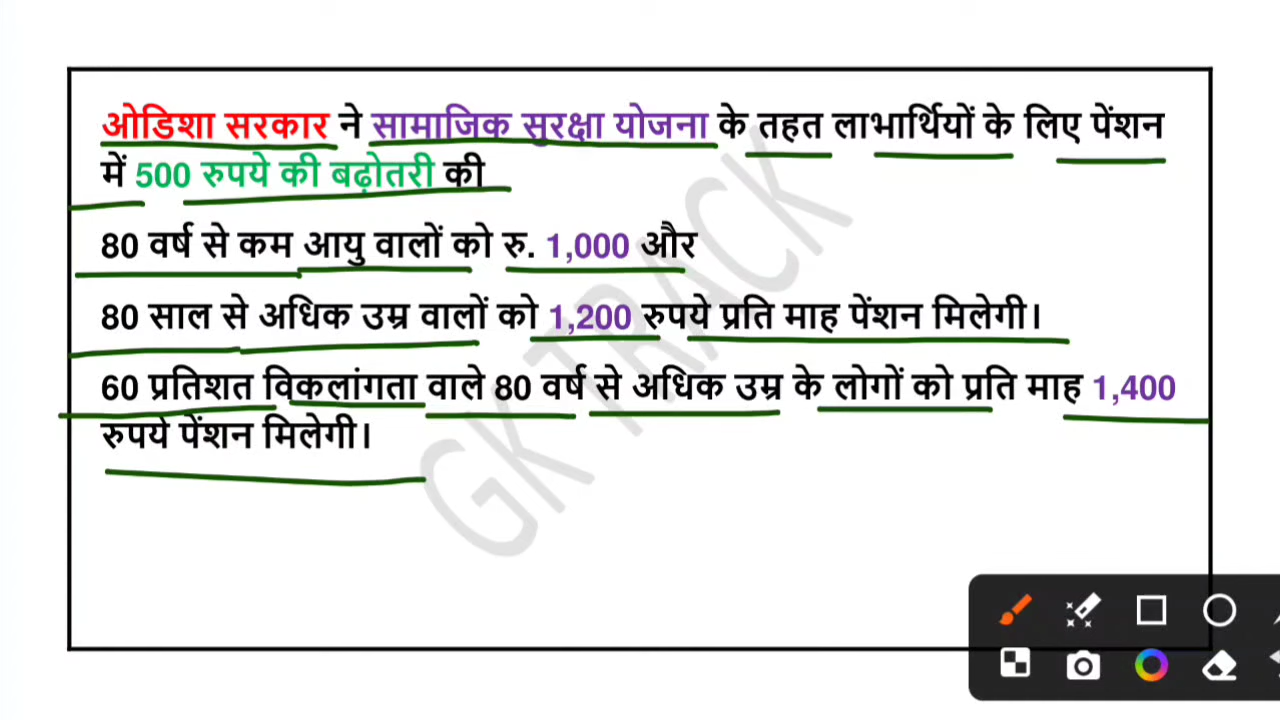 ओडिशा सरकार ने सामाजिक सुरक्षा योजना के तहत लाभार्थियों के लिए पेंशन
में 500 रुपये की बढ़ोतरी की
80 वर्ष से कम आयु वालों को रु. 1,000 और
80 साल से अधिक उम्र वालों को 1,200 रुपये प्रति माह पेंशन मिलेगी।
60 प्रतिशत विकलांगता वाले 80 वर्ष से अधिक उम्र के लोगों को प्रति माह 1,400
रुपये पेंशन मिलेगी।
GK TRACK